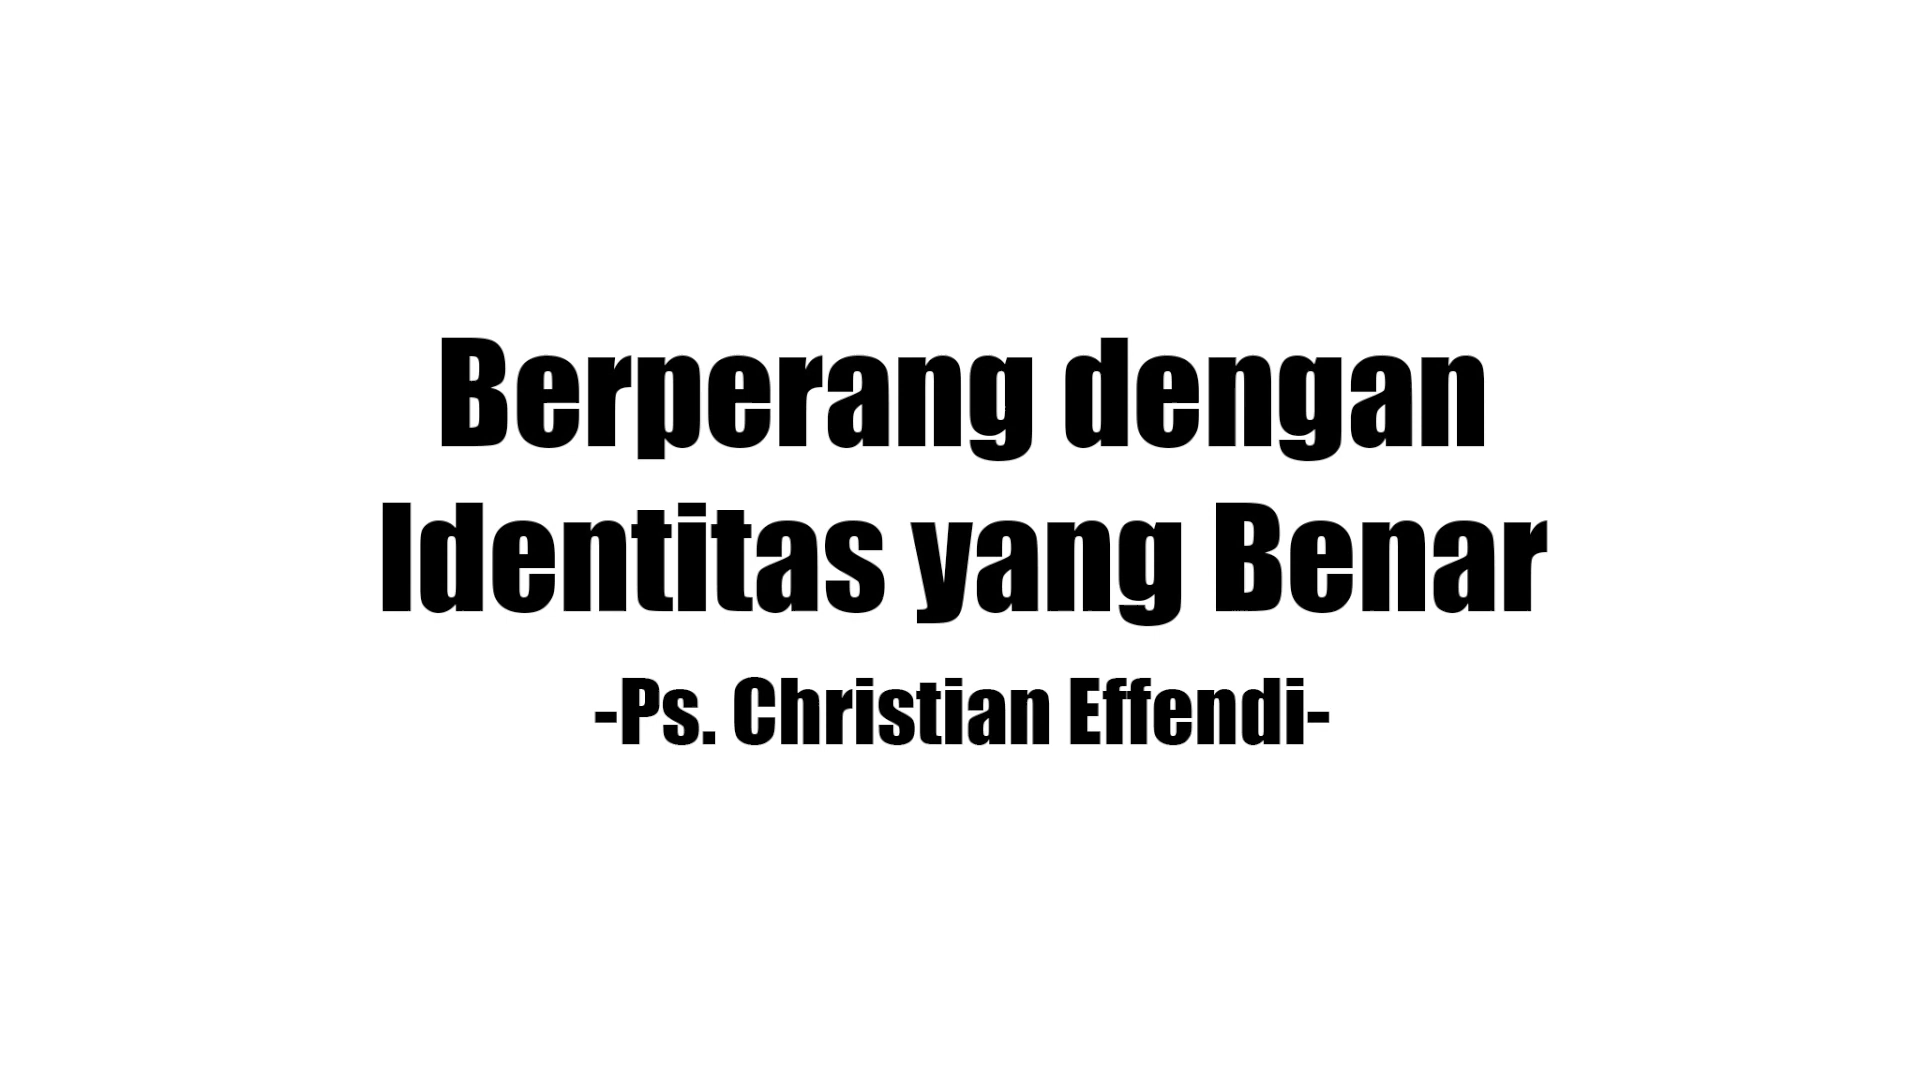 Berperang dengan
Identitas yang Benar
-Ps. Christian Effendi-